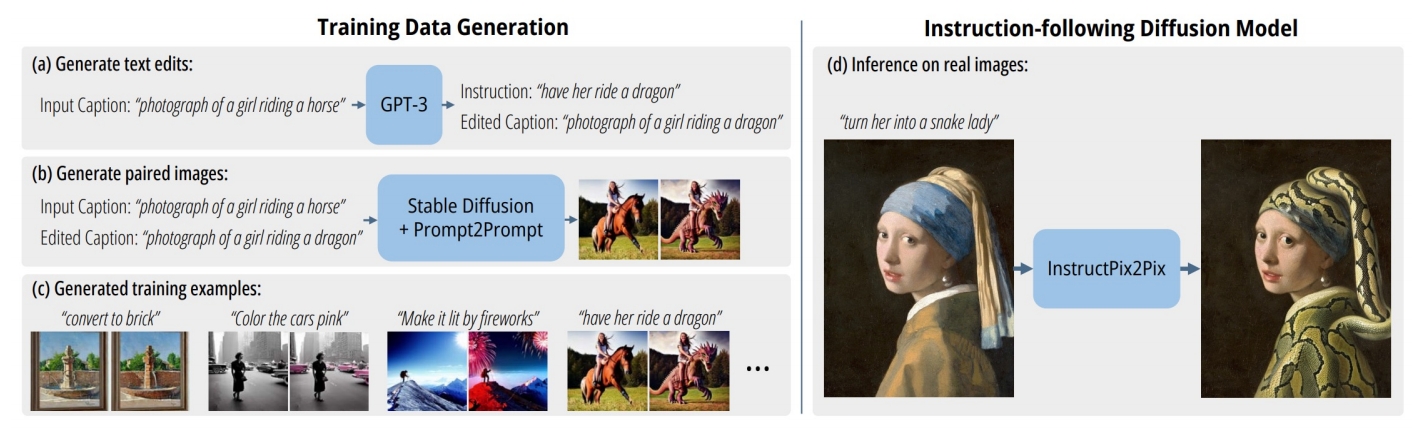 Training Data Generation
(a) Generate text edits:
Input Caption: “photograph of a girl riding a horse”
GPT-3
Instruction: “have her ride a dragon”
Edited Caption: “photograph of a girl riding a dragon”
(b) Generate paired images:
Input Caption: “photograph of a girl riding a horse”
Edited Caption: “photograph of a girl riding a dragon”
Stable Diffusion
+ Prompt2Prompt
(c) Generated training examples:
“convert to brick”
“Color the cars pink”
“Make it lit by fireworks”
“have her ride a dragon”
...
Instruction-following Diffusion Model
(d) Inference on real images:
“turn her into a snake lady”
InstructPix2Pix